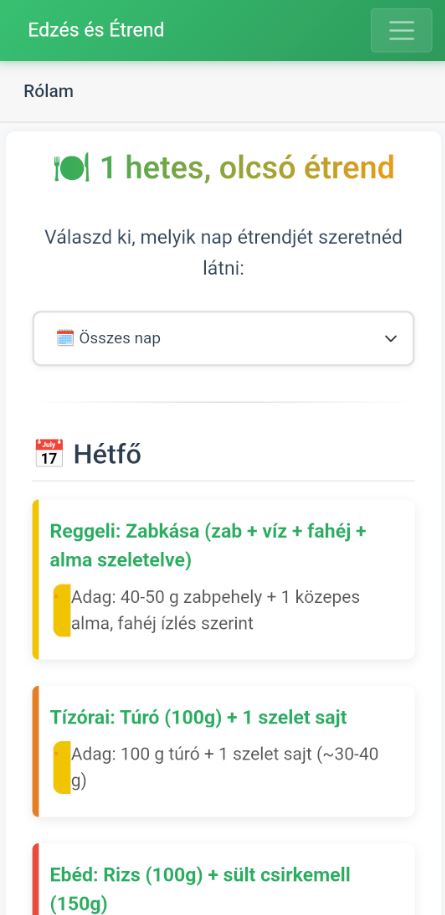 Edzés és Étrend
Rólam
🍽️ 1 hetes, olcsó étrend
Válaszd ki, melyik nap étrendjét szeretnéd
látni:
🗓️ Összes nap
📅 Hétfő
Reggeli: Zabkása (zab + víz + fahéj +
alma szeletelve)
Adag: 40-50 g zabpehely + 1 közepes
alma, fahéj ízlés szerint
Tízórai: Túró (100g) + 1 szelet sajt
Adag: 100 g túró + 1 szelet sajt (~30-40
g)
Ebéd: Rizs (100g) + sült csirkemell
(150g)